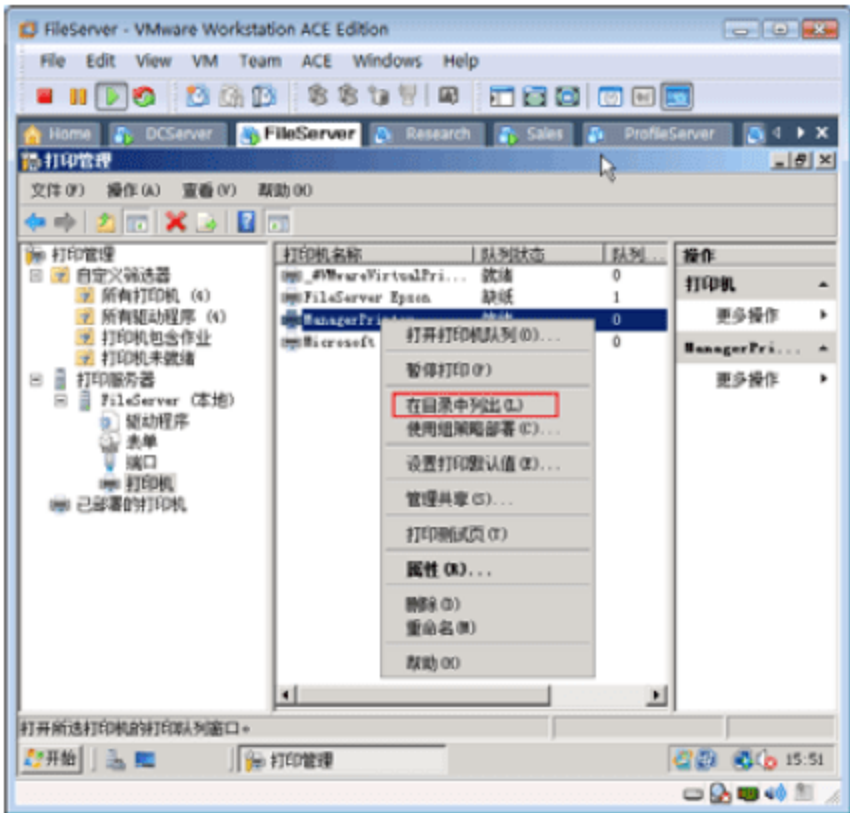 FileServer - VMware Workstation ACE Edition
File Edit View VM Team ACE Windows Help
Home DCServer FileServer Research Sales ProfileServer
打印管理
文件(F) 操作(A) 查看(V) 帮助(H)
打印管理
自定义筛选器
所有打印机 (4)
所有驱动程序 (4)
打印机包含作业
打印机未就绪
打印服务器
FileServer (本地)
驱动程序
表单
端口
打印机
已部署的打印机
打印机名称 队列状态 队列...
_#VMwareVirtualPri... 就绪 0
FileServer Epson 缺纸 1
ManagerPrinter 就绪 0
Microsoft 0
打开打印机队列(O)...
暂停打印(P)
在目录中列出(L)
使用组策略部署(C)...
设置打印默认值(E)...
管理共享(S)...
打印测试页(T)
属性(R)...
删除(D)
重命名(M)
帮助(H)
操作
打印机
更多操作
ManagerPri...
更多操作
打开所选打印机的打印队列窗口。
开始 打印管理 15:51